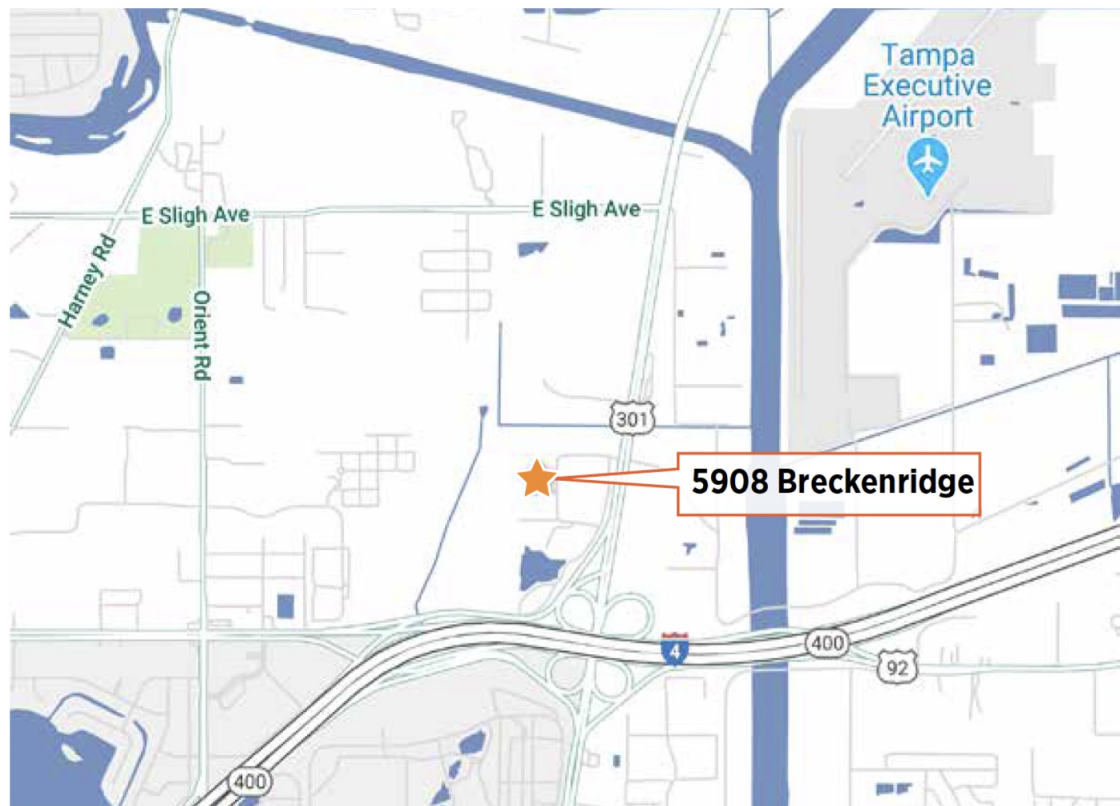 Tampa
Executive
Airport
E Sligh Ave
E Sligh Ave
Harney Rd
Orient Rd
301
5908 Breckenridge
4
400
92
400